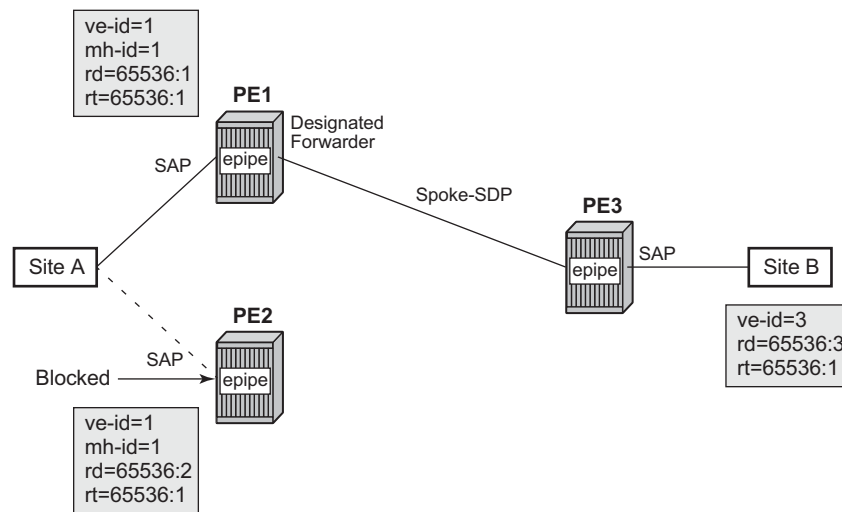 ve-id=1
mh-id=1
rd=65536:1
rt=65536:1
PE1
Designated
Forwarder
epipe
SAP
Spoke-SDP
PE3
Site A
epipe
SAP
Site B
PE2
SAP
Blocked
epipe
ve-id=3
rd=65536:3
rt=65536:1
ve-id=1
mh-id=1
rd=65536:2
rt=65536:1